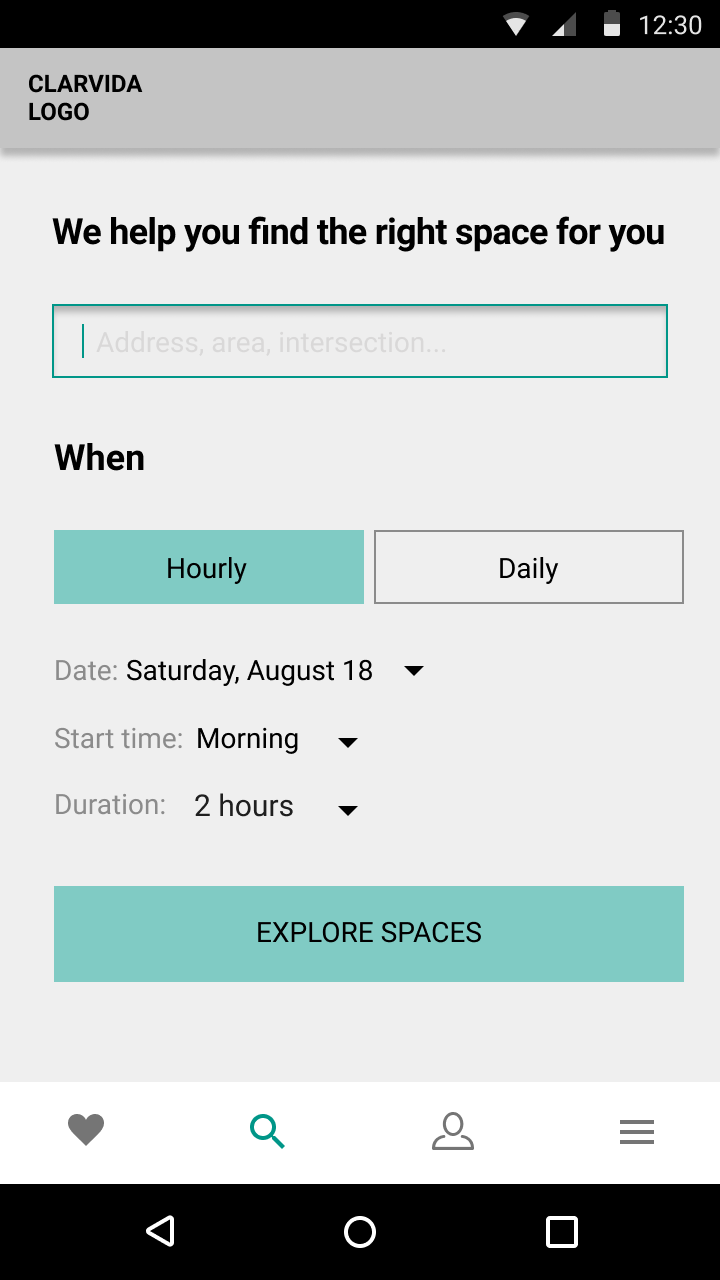 12:30
CLARVIDA
LOGO
We help you find the right space for you
Address, area, intersection...
When
Hourly Daily
Date: Saturday, August 18
Start time: Morning
Duration: 2 hours
EXPLORE SPACES